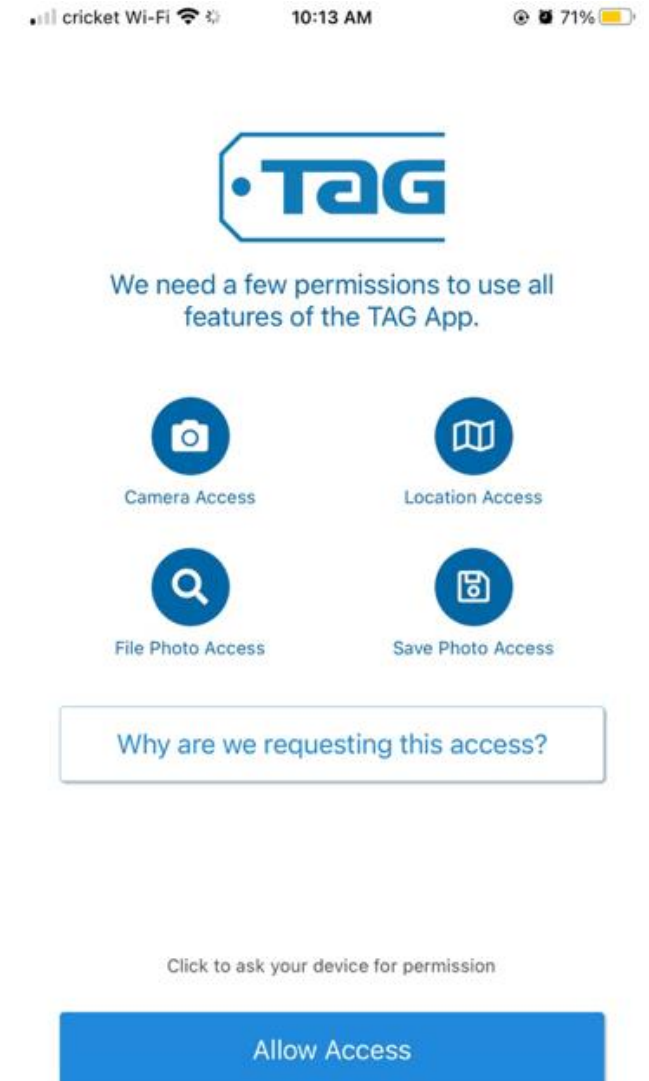 cricket Wi-Fi 10:13 AM 71%
TAG
We need a few permissions to use all
features of the TAG App.
Camera Access
Location Access
File Photo Access
Save Photo Access
Why are we requesting this access?
Click to ask your device for permission
Allow Access